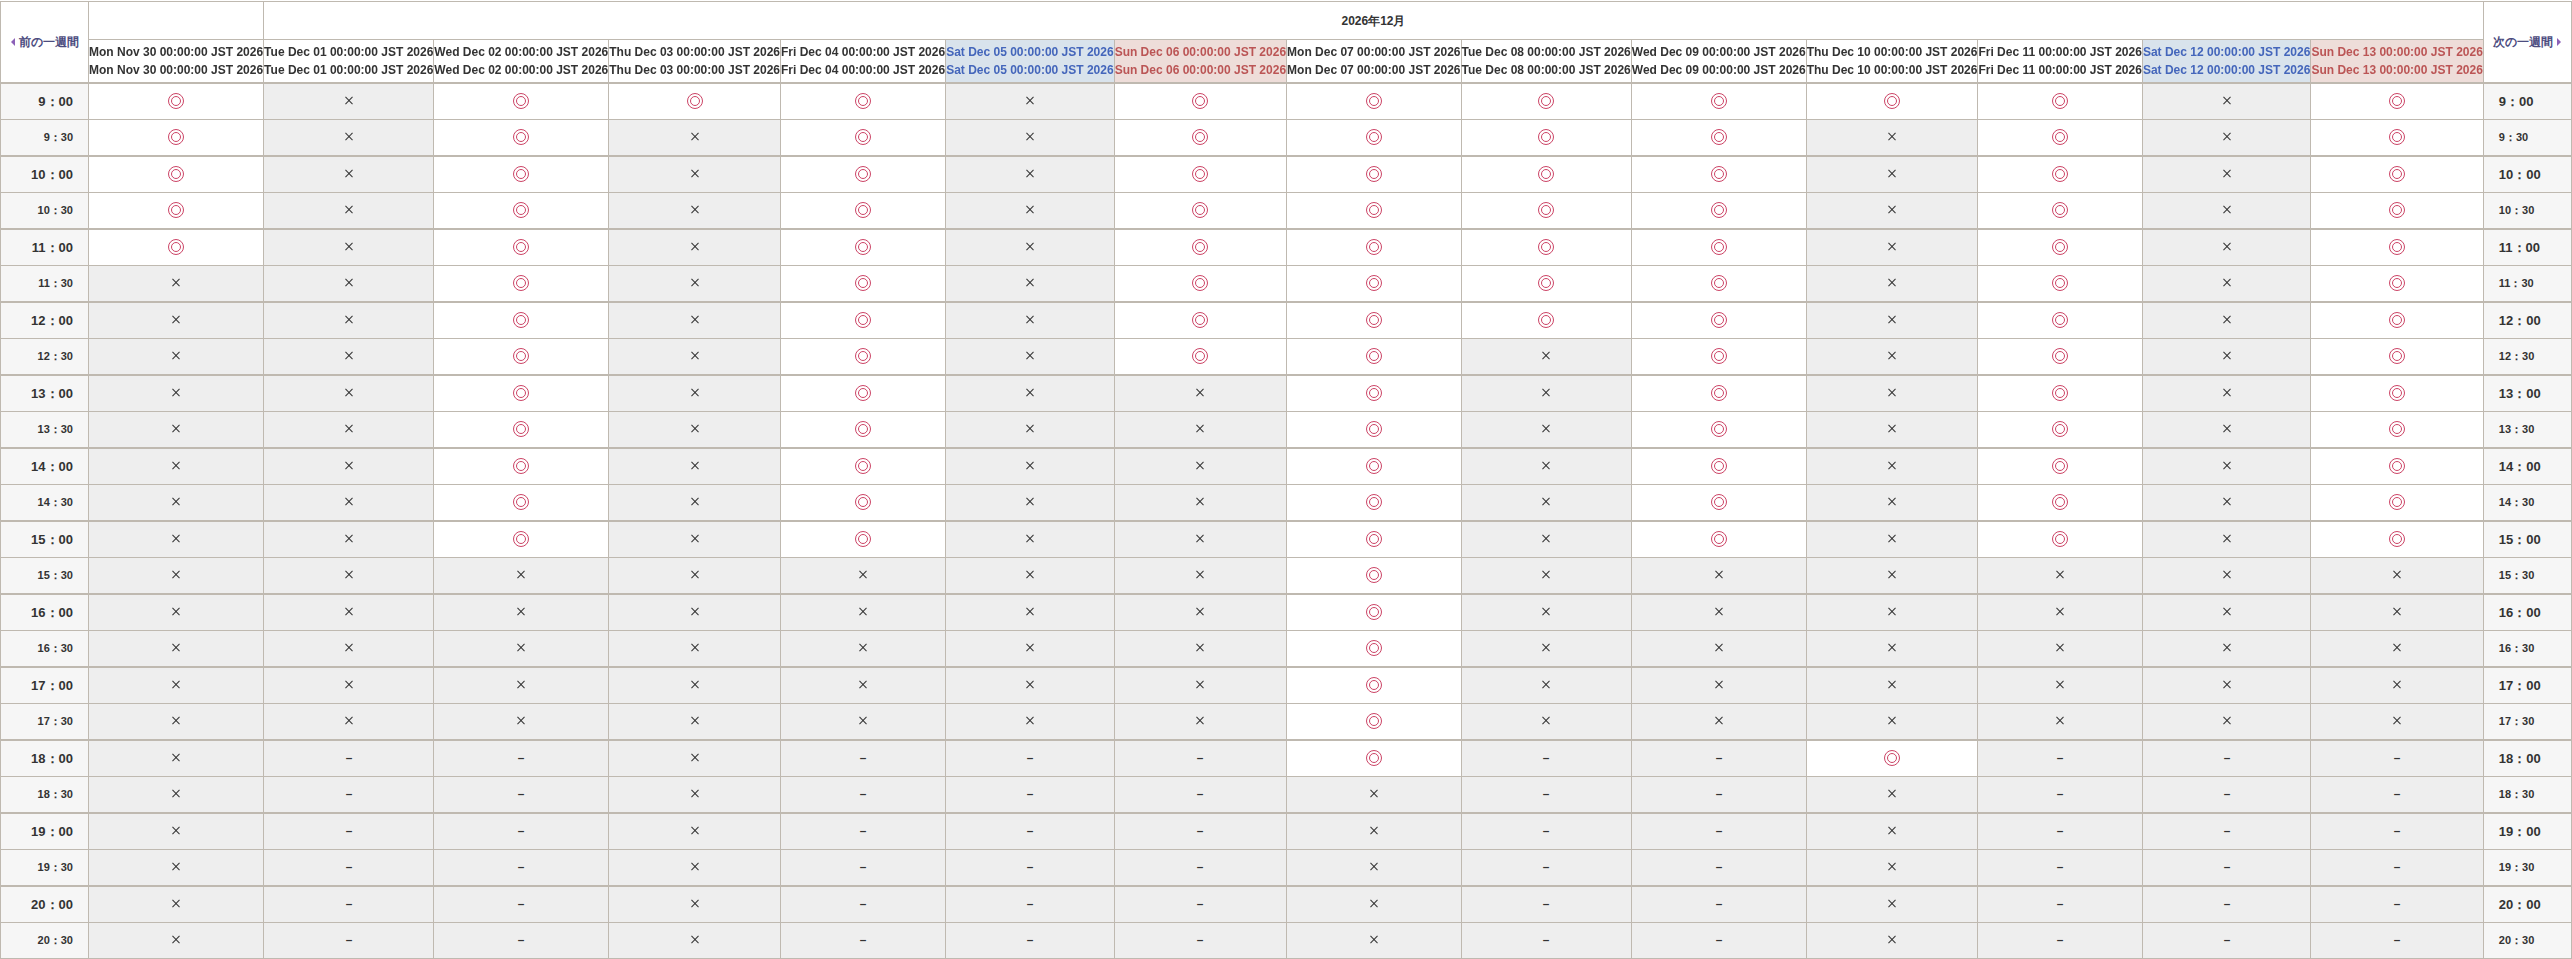 2026年12月
前の一週間
次の一週間
Mon Nov 30 00:00:00 JST 2026 Tue Dec 01 00:00:00 JST 2026 Wed Dec 02 00:00:00 JST 2026 Thu Dec 03 00:00:00 JST 2026 Fri Dec 04 00:00:00 JST 2026 Sat Dec 05 00:00:00 JST 2026 Sun Dec 06 00:00:00 JST 2026 Mon Dec 07 00:00:00 JST 2026 Tue Dec 08 00:00:00 JST 2026 Wed Dec 09 00:00:00 JST 2026 Thu Dec 10 00:00:00 JST 2026 Fri Dec 11 00:00:00 JST 2026 Sat Dec 12 00:00:00 JST 2026 Sun Dec 13 00:00:00 JST 2026
Mon Nov 30 00:00:00 JST 2026 Tue Dec 01 00:00:00 JST 2026 Wed Dec 02 00:00:00 JST 2026 Thu Dec 03 00:00:00 JST 2026 Fri Dec 04 00:00:00 JST 2026 Sat Dec 05 00:00:00 JST 2026 Sun Dec 06 00:00:00 JST 2026 Mon Dec 07 00:00:00 JST 2026 Tue Dec 08 00:00:00 JST 2026 Wed Dec 09 00:00:00 JST 2026 Thu Dec 10 00:00:00 JST 2026 Fri Dec 11 00:00:00 JST 2026 Sat Dec 12 00:00:00 JST 2026 Sun Dec 13 00:00:00 JST 2026
9：00 ◎ × ◎ ◎ ◎ × ◎ ◎ ◎ ◎ ◎ ◎ × ◎ 9：00
9：30 ◎ × ◎ × ◎ × ◎ ◎ ◎ ◎ × ◎ × ◎ 9：30
10：00 ◎ × ◎ × ◎ × ◎ ◎ ◎ ◎ × ◎ × ◎ 10：00
10：30 ◎ × ◎ × ◎ × ◎ ◎ ◎ ◎ × ◎ × ◎ 10：30
11：00 ◎ × ◎ × ◎ × ◎ ◎ ◎ ◎ × ◎ × ◎ 11：00
11：30 × × ◎ × ◎ × ◎ ◎ ◎ ◎ × ◎ × ◎ 11：30
12：00 × × ◎ × ◎ × ◎ ◎ ◎ ◎ × ◎ × ◎ 12：00
12：30 × × ◎ × ◎ × ◎ ◎ × ◎ × ◎ × ◎ 12：30
13：00 × × ◎ × ◎ × × ◎ × ◎ × ◎ × ◎ 13：00
13：30 × × ◎ × ◎ × × ◎ × ◎ × ◎ × ◎ 13：30
14：00 × × ◎ × ◎ × × ◎ × ◎ × ◎ × ◎ 14：00
14：30 × × ◎ × ◎ × × ◎ × ◎ × ◎ × ◎ 14：30
15：00 × × ◎ × ◎ × × ◎ × ◎ × ◎ × ◎ 15：00
15：30 × × × × × × × ◎ × × × × × × 15：30
16：00 × × × × × × × ◎ × × × × × × 16：00
16：30 × × × × × × × ◎ × × × × × × 16：30
17：00 × × × × × × × ◎ × × × × × × 17：00
17：30 × × × × × × × ◎ × × × × × × 17：30
18：00 × – – × – – – ◎ – – ◎ – – – 18：00
18：30 × – – × – – – × – – × – – – 18：30
19：00 × – – × – – – × – – × – – – 19：00
19：30 × – – × – – – × – – × – – – 19：30
20：00 × – – × – – – × – – × – – – 20：00
20：30 × – – × – – – × – – × – – – 20：30